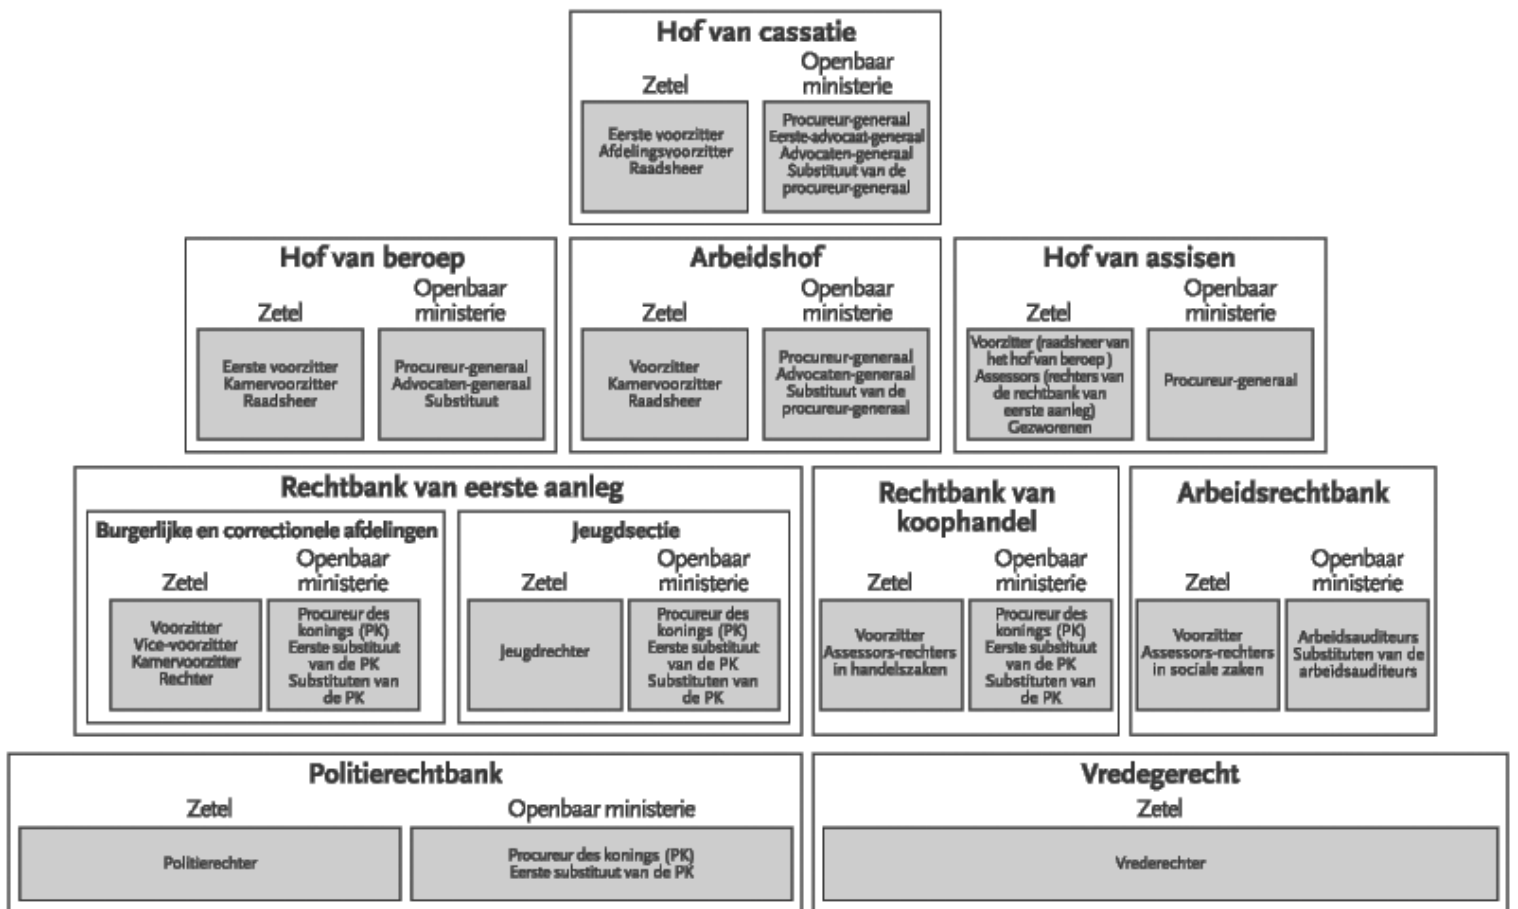 Hof van cassatie
Zetel
Openbaar
ministerie
Eerste voorzitter
Afdelingsvoorzitter
Raadsheer
Procureur-generaal
Eerste-advocaat-generaal
Advocaten-generaal
Substituut van de
procureur-generaal
Hof van beroep
Zetel
Openbaar
ministerie
Eerste voorzitter
Kamervoorzitter
Raadsheer
Procureur-generaal
Advocaten-generaal
Substituut
Arbeidshof
Zetel
Openbaar
ministerie
Voorzitter
Kamervoorzitter
Raadsheer
Procureur-generaal
Advocaten-generaal
Substituut van de
procureur-generaal
Hof van assisen
Zetel
Openbaar
ministerie
Voorzitter (raadsheer van
het hof van beroep )
Assessors (rechters van
de rechtbank van
eerste aanleg)
Gezworenen
Procureur-generaal
Rechtbank van eerste aanleg
Burgerlijke en correctionele afdelingen
Zetel
Openbaar
ministerie
Voorzitter
Vice-voorzitter
Kamervoorzitter
Rechter
Procureur des
konings (PK)
Eerste substituut
van de PK
Substituten van
de PK
Jeugdsectie
Zetel
Openbaar
ministerie
Jeugdrechter
Procureur des
konings (PK)
Eerste substituut
van de PK
Substituten van
de PK
Rechtbank van
koophandel
Zetel
Openbaar
ministerie
Voorzitter
Assessors-rechters
in handelszaken
Procureur des
konings (PK)
Eerste substituut
van de PK
Substituten van
de PK
Arbeidsrechtbank
Zetel
Openbaar
ministerie
Voorzitter
Assessors-rechters
in sociale zaken
Arbeidsauditeurs
Substituten van de
arbeidsauditeurs
Politierechtbank
Zetel
Openbaar ministerie
Politierechter
Procureur des konings (PK)
Eerste substituut van de PK
Vredegerecht
Zetel
Vrederechter